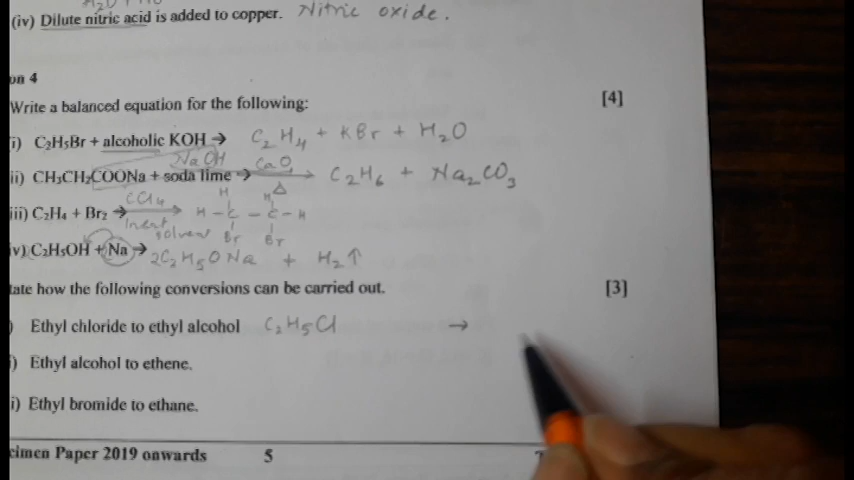 (iv) Dilute nitric acid is added to copper. Nitric oxide.
on 4
Write a balanced equation for the following: [4]
i) C₂H₅Br + alcoholic KOH → C₂H₄ + KBr + H₂O
NaOH CaO
ii) CH₃CH₂COONa + soda lime → C₂H₆ + Na₂CO₃
Δ
CCl₄ H H
iii) C₂H₄ + Br₂ → H - C - C - H
Inert solvent Br Br
iv) C₂H₅OH + Na → 2C₂H₅ONa + H₂↑
tate how the following conversions can be carried out. [3]
) Ethyl chloride to ethyl alcohol C₂H₅Cl →
i) Ethyl alcohol to ethene.
i) Ethyl bromide to ethane.
cimen Paper 2019 onwards 5